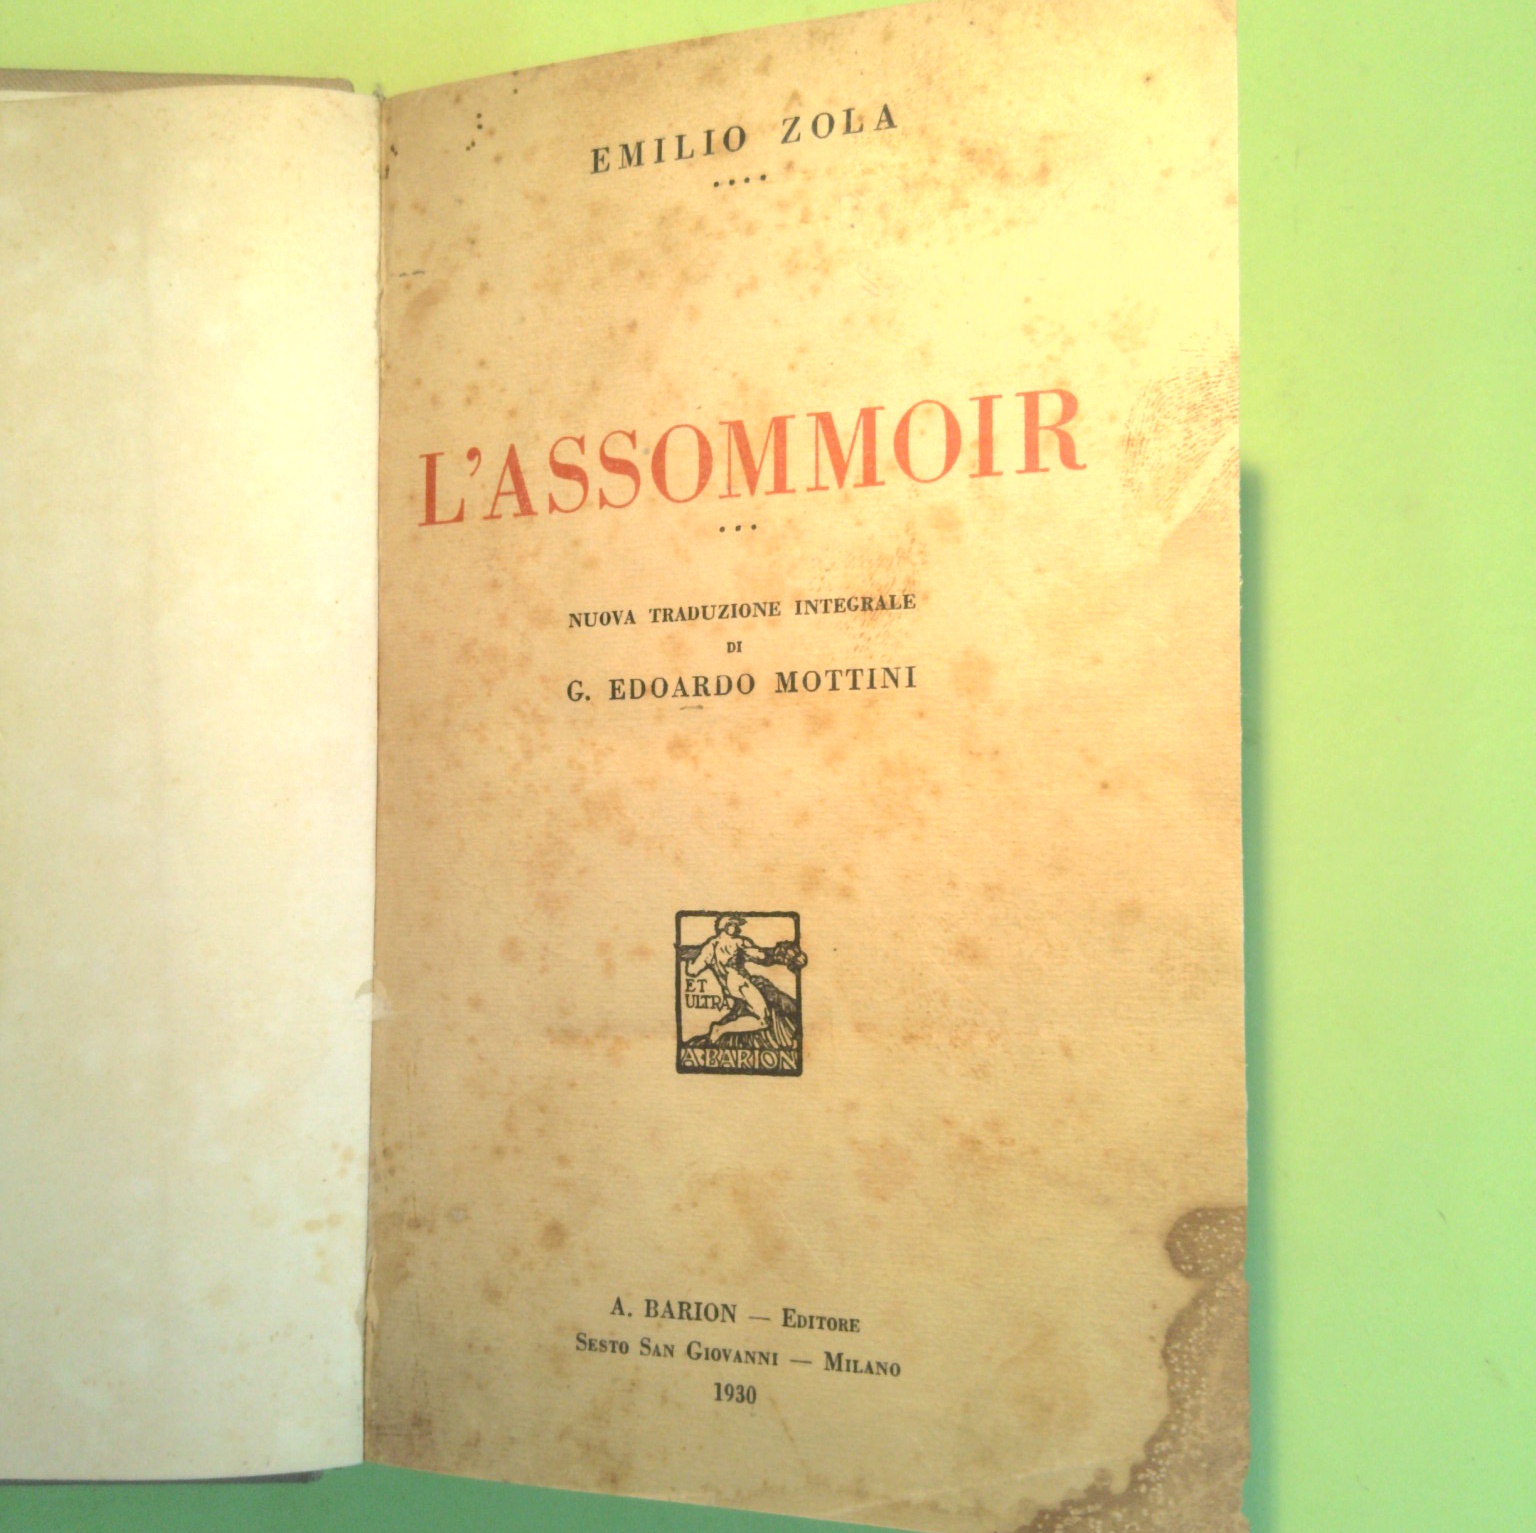 EMILIO ZOLA
L'ASSOMMOIR
NUOVA TRADUZIONE INTEGRALE
DI
G. EDOARDO MOTTINI
ET
ULTRA
A·BARION
A. BARION — EDITORE
SESTO SAN GIOVANNI — MILANO
1930